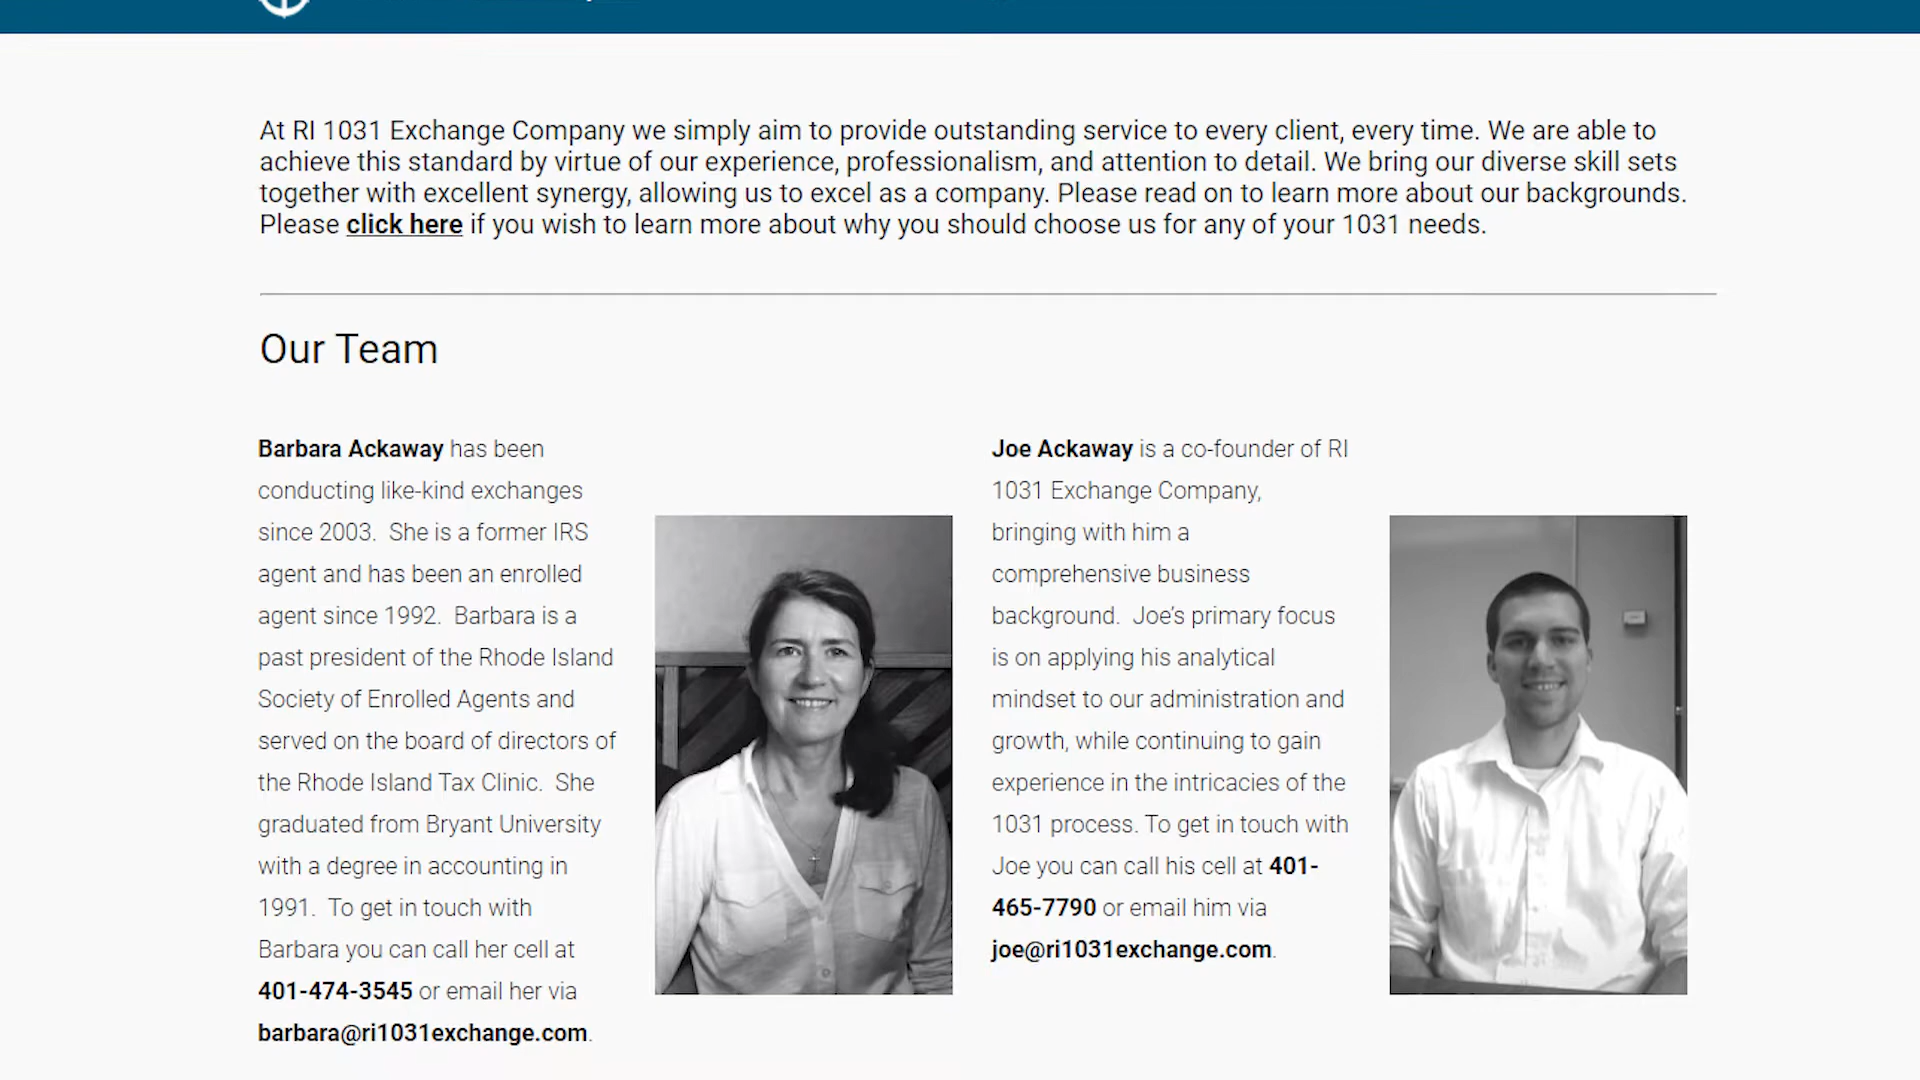 At RI 1031 Exchange Company we simply aim to provide outstanding service to every client, every time. We are able to
achieve this standard by virtue of our experience, professionalism, and attention to detail. We bring our diverse skill sets
together with excellent synergy, allowing us to excel as a company. Please read on to learn more about our backgrounds.
Please click here if you wish to learn more about why you should choose us for any of your 1031 needs.
Our Team
Barbara Ackaway has been
conducting like-kind exchanges
since 2003.  She is a former IRS
agent and has been an enrolled
agent since 1992.  Barbara is a
past president of the Rhode Island
Society of Enrolled Agents and
served on the board of directors of
the Rhode Island Tax Clinic.  She
graduated from Bryant University
with a degree in accounting in
1991.  To get in touch with
Barbara you can call her cell at
401-474-3545 or email her via
barbara@ri1031exchange.com.
Joe Ackaway is a co-founder of RI
1031 Exchange Company,
bringing with him a
comprehensive business
background.  Joe’s primary focus
is on applying his analytical
mindset to our administration and
growth, while continuing to gain
experience in the intricacies of the
1031 process. To get in touch with
Joe you can call his cell at 401-
465-7790 or email him via
joe@ri1031exchange.com.